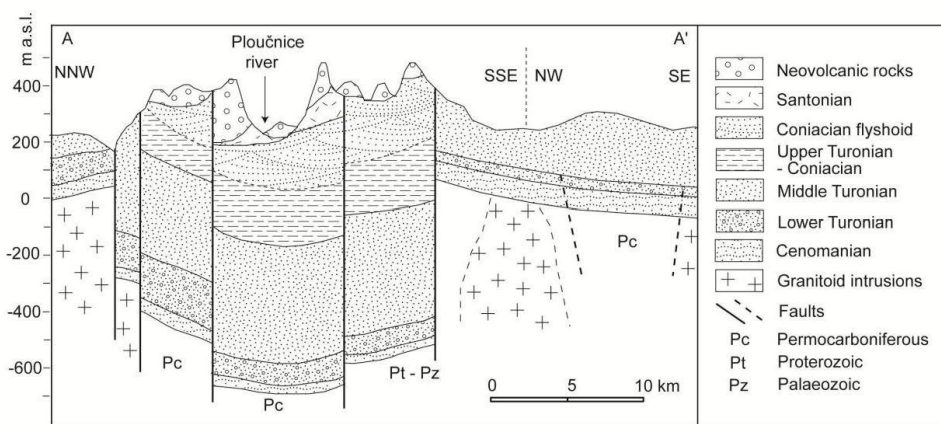 m a.s.l.
A
A'
NNW
Ploučnice
river
SSE
NW
SE
400
200
0
-200
-400
-600
Pc
Pc
Pt - Pz
Pc
0
5
10 km
Neovolcanic rocks
Santonian
Coniacian flyshoid
Upper Turonian
- Coniacian
Middle Turonian
Lower Turonian
Cenomanian
Granitoid intrusions
Faults
Pc Permocarboniferous
Pt Proterozoic
Pz Palaeozoic